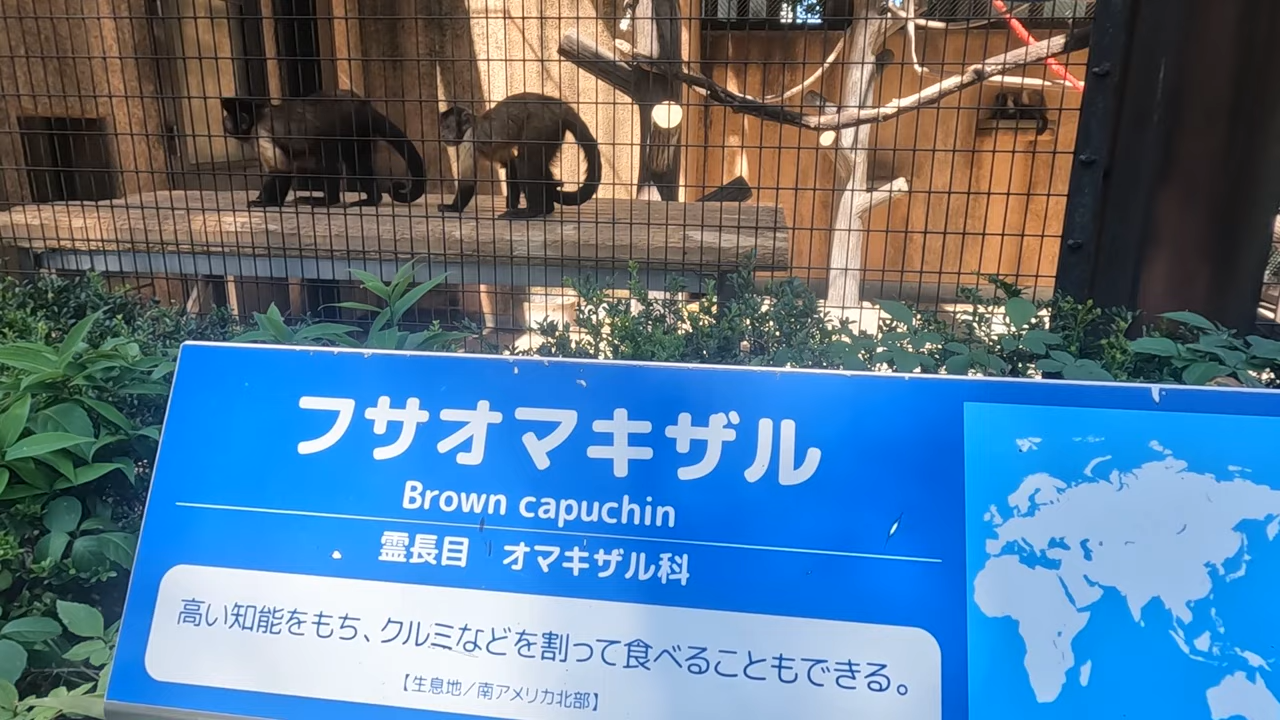 フサオマキザル
Brown capuchin
霊長目 オマキザル科
高い知能をもち、クルミなどを割って食べることもできる。
【生息地／南アメリカ北部】